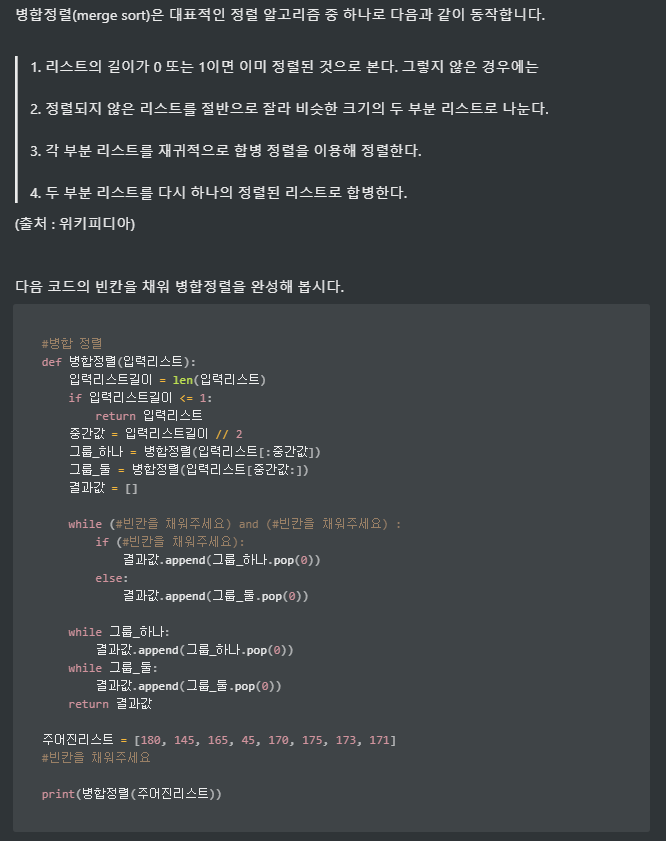 병합정렬(merge sort)은 대표적인 정렬 알고리즘 중 하나로 다음과 같이 동작합니다.
1. 리스트의 길이가 0 또는 1이면 이미 정렬된 것으로 본다. 그렇지 않은 경우에는
2. 정렬되지 않은 리스트를 절반으로 잘라 비슷한 크기의 두 부분 리스트로 나눈다.
3. 각 부분 리스트를 재귀적으로 합병 정렬을 이용해 정렬한다.
4. 두 부분 리스트를 다시 하나의 정렬된 리스트로 합병한다.
(출처 : 위키피디아)
다음 코드의 빈칸을 채워 병합정렬을 완성해 봅시다.
#병합 정렬
def 병합정렬(입력리스트):
    입력리스트길이 = len(입력리스트)
    if 입력리스트길이 <= 1:
        return 입력리스트
    중간값 = 입력리스트길이 // 2
    그룹_하나 = 병합정렬(입력리스트[:중간값])
    그룹_둘 = 병합정렬(입력리스트[중간값:])
    결과값 = []
    while (#빈칸을 채워주세요) and (#빈칸을 채워주세요) :
        if (#빈칸을 채워주세요):
            결과값.append(그룹_하나.pop(0))
        else:
            결과값.append(그룹_둘.pop(0))
    while 그룹_하나:
        결과값.append(그룹_하나.pop(0))
    while 그룹_둘:
        결과값.append(그룹_둘.pop(0))
    return 결과값
주어진리스트 = [180, 145, 165, 45, 170, 175, 173, 171]
#빈칸을 채워주세요
print(병합정렬(주어진리스트))